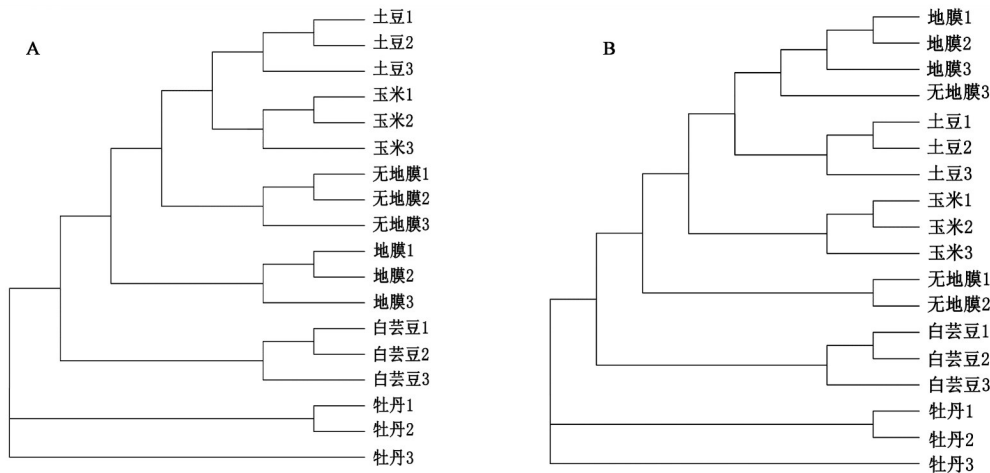 A
土豆1
土豆2
土豆3
玉米1
玉米2
玉米3
无地膜1
无地膜2
无地膜3
地膜1
地膜2
地膜3
白芸豆1
白芸豆2
白芸豆3
牡丹1
牡丹2
牡丹3
B
地膜1
地膜2
地膜3
无地膜3
土豆1
土豆2
土豆3
玉米1
玉米2
玉米3
无地膜1
无地膜2
白芸豆1
白芸豆2
白芸豆3
牡丹1
牡丹2
牡丹3